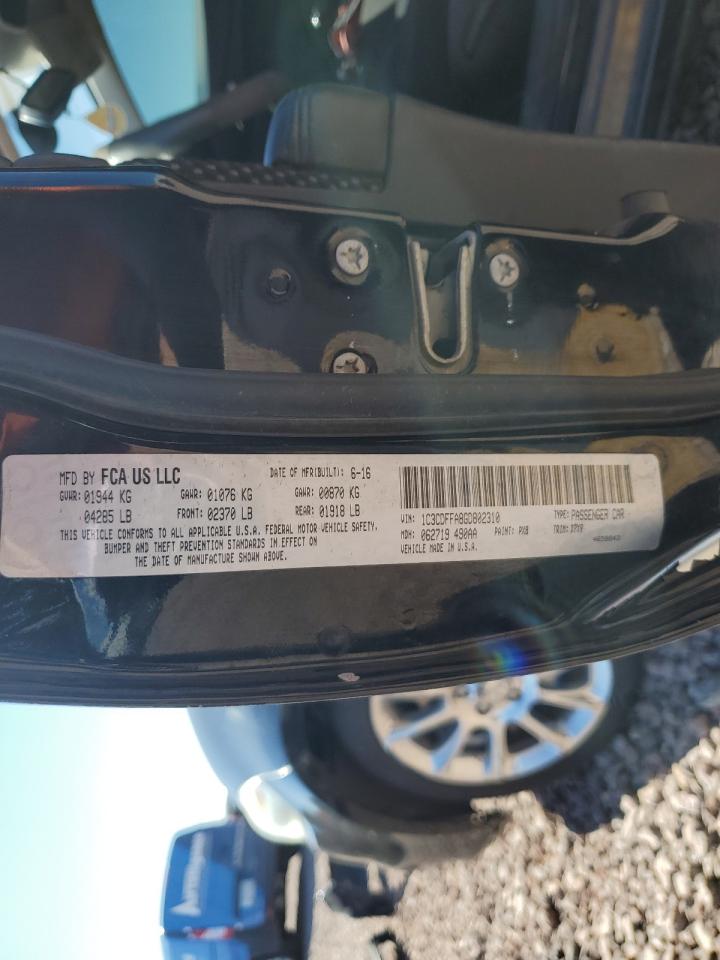 MFD BY FCA US LLC DATE OF MFR(BUILT): 6-16
GVWR: 01944 KG GAWR: 01076 KG GAWR: 00870 KG
04285 LB FRONT: 02370 LB REAR: 01918 LB
THIS VEHICLE CONFORMS TO ALL APPLICABLE U.S.A. FEDERAL MOTOR VEHICLE SAFETY,
BUMPER AND THEFT PREVENTION STANDARDS IN EFFECT ON
THE DATE OF MANUFACTURE SHOWN ABOVE.
VIN: 1C3CDFFA8GD802310 TYPE: PASSENGER CAR
MDH: 062719 490AA PAINT: PX8 TRIM:
VEHICLE MADE IN U.S.A.